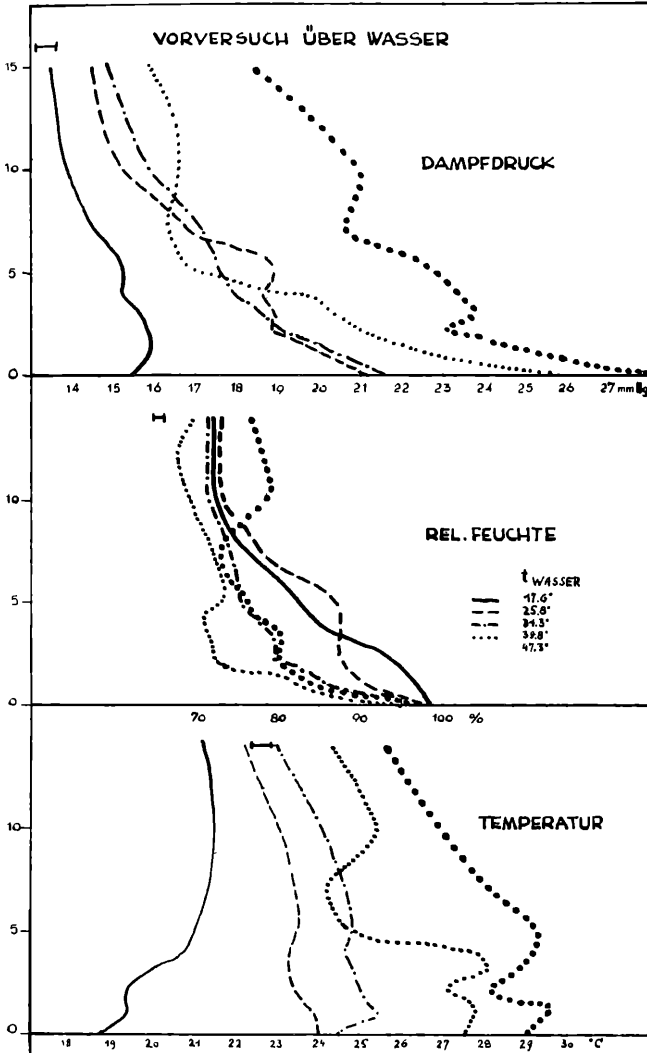 VORVERSUCH ÜBER WASSER
15
10
5
0
DAMPFDRUCK
14 15 16 17 18 19 20 21 22 23 24 25 26 27 mm Hg
10
5
0
REL. FEUCHTE
t WASSER
17.6°
25.8°
31.3°
39.8°
47.3°
70 80 90 100 %
10
5
0
TEMPERATUR
18 19 20 21 22 23 24 25 26 27 28 29 30 °C